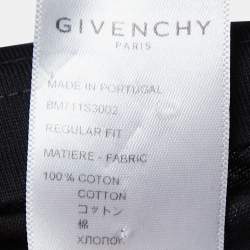 GIVENCHY
PARIS
MADE IN PORTUGAL
BM711S3002
REGULAR FIT
MATIERE - FABRIC
100 % COTON
COTTON
コットン
棉
ХЛОПОК